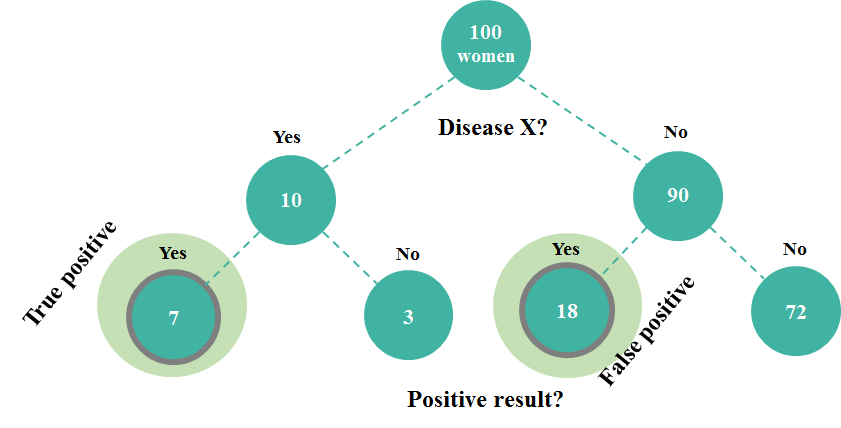 100
women
Disease X?
Yes
No
10
90
True positive
Yes
No
Yes
No
7
3
18
False positive
72
Positive result?